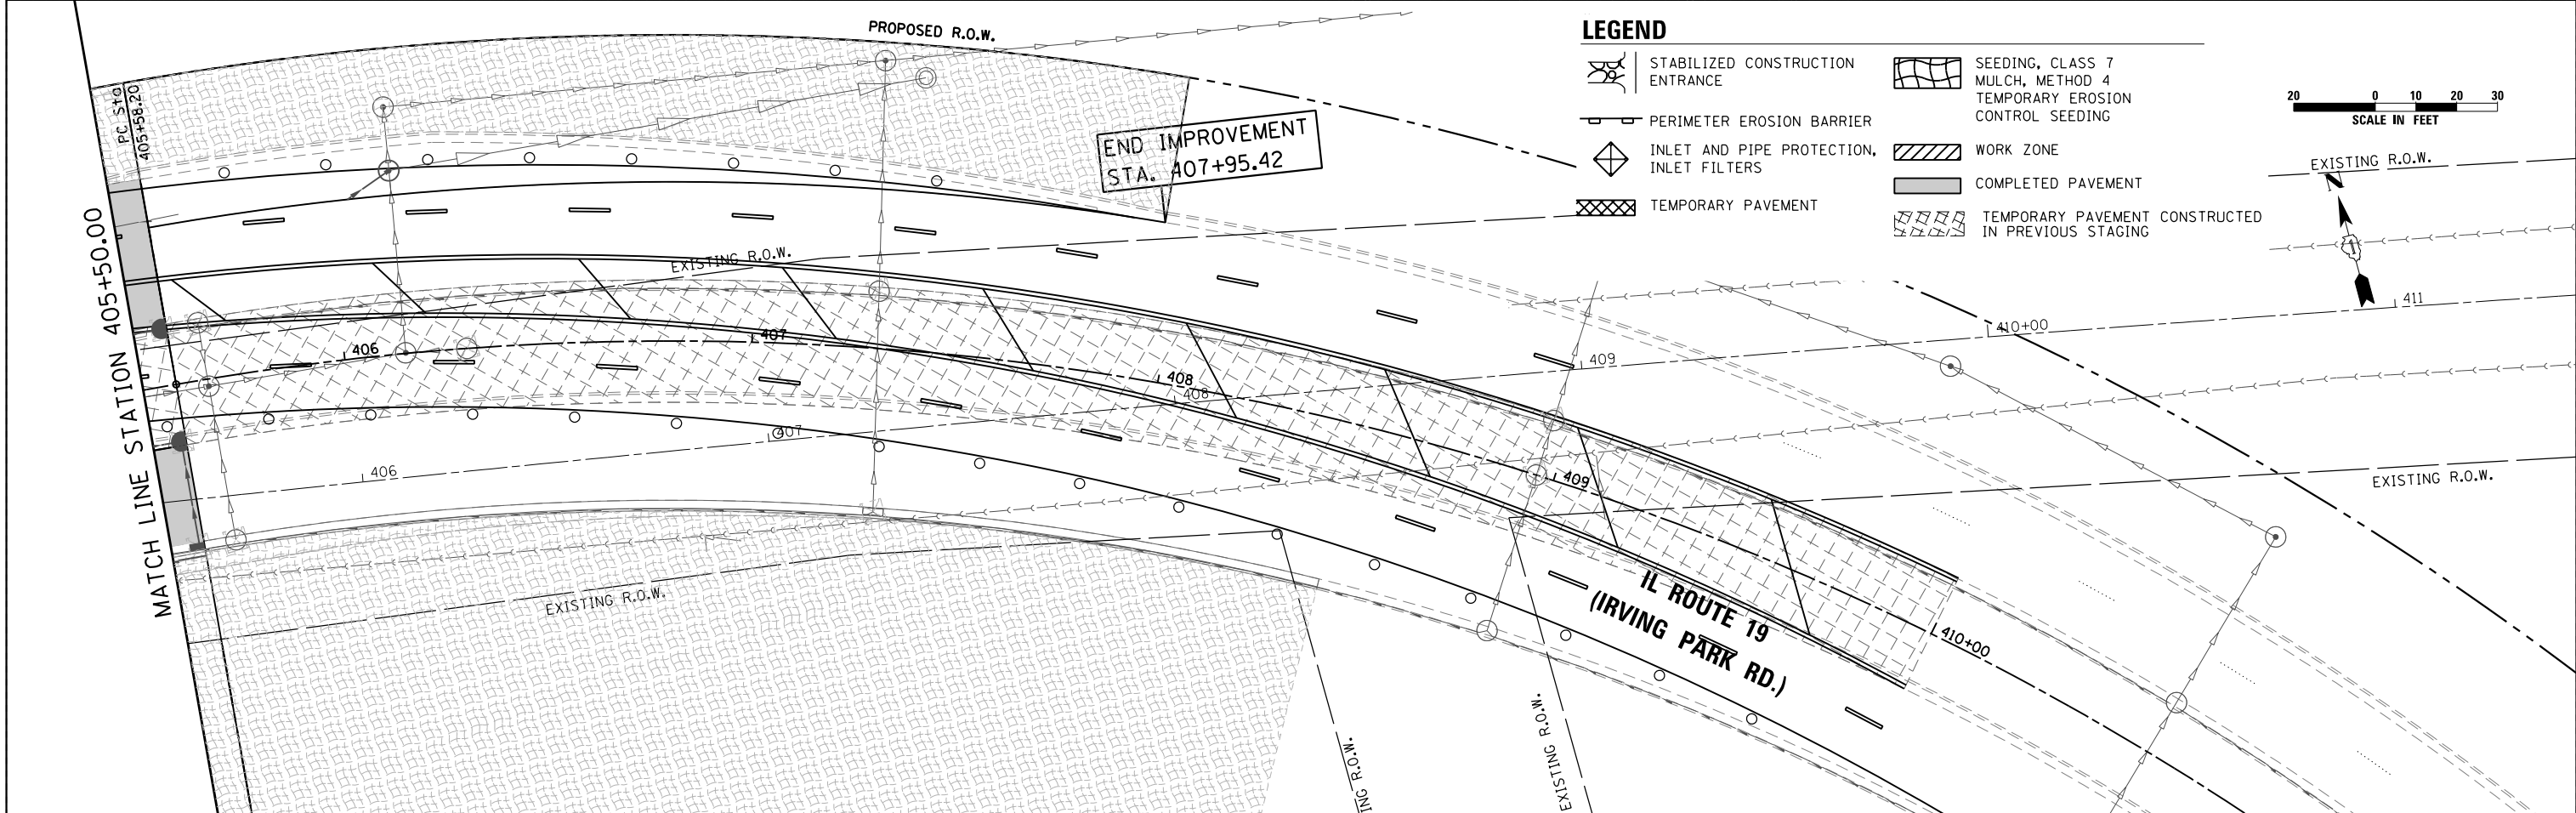 PROPOSED R.O.W.
PC Sta
405+58.20
END IMPROVEMENT
STA. 407+95.42
LEGEND
STABILIZED CONSTRUCTION
ENTRANCE
PERIMETER EROSION BARRIER
INLET AND PIPE PROTECTION,
INLET FILTERS
TEMPORARY PAVEMENT
SEEDING, CLASS 7
MULCH, METHOD 4
TEMPORARY EROSION
CONTROL SEEDING
WORK ZONE
COMPLETED PAVEMENT
TEMPORARY PAVEMENT CONSTRUCTED
IN PREVIOUS STAGING
20 0 10 20 30
SCALE IN FEET
EXISTING R.O.W.
N
411
410+00
409
EXISTING R.O.W.
MATCH LINE STATION 405+50.00
406
407
408
408
407
406
409
EXISTING R.O.W.
EXISTING R.O.W.
IL ROUTE 19
(IRVING PARK RD.)
410+00
ING R.O.W.
EXISTING R.O.W.